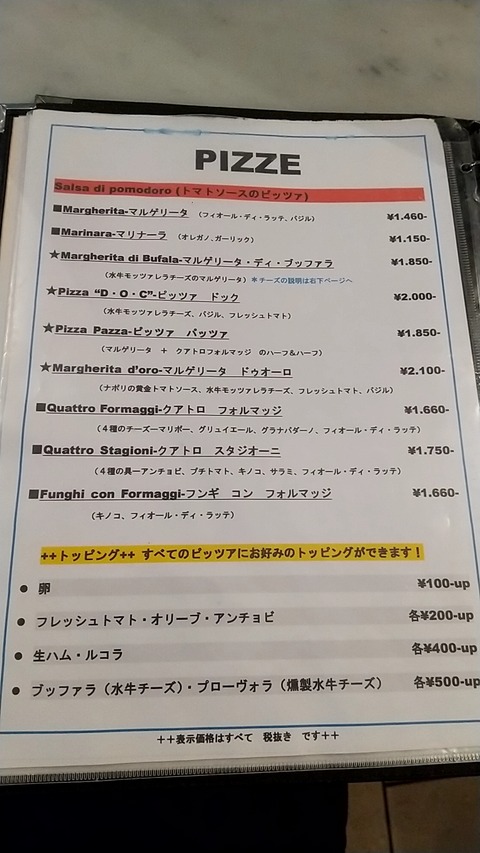 PIZZE
Salsa di pomodoro (トマトソースのピッツァ)
■Margherita-マルゲリータ （フィオール・ディ・ラッテ、バジル） ¥1.460-
■Marinara-マリナーラ （オレガノ、ガーリック） ¥1.150-
★Margherita di Bufala-マルゲリータ・ディ・ブッファラ ¥1.850-
（水牛モッツァレラチーズのマルゲリータ）＊チーズの説明は右下ページへ
★Pizza “D・O・C”-ピッツァ ドック ¥2.000-
（水牛モッツァレラチーズ、バジル、フレッシュトマト）
★Pizza Pazza-ピッツァ パッツァ ¥1.850-
（マルゲリータ ＋ クアトロフォルマッジ のハーフ&ハーフ）
★Margherita d’oro-マルゲリータ ドゥオーロ ¥2.100-
（ナポリの黄金トマトソース、水牛モッツァレラチーズ、フレッシュトマト、バジル）
■Quattro Formaggi-クアトロ フォルマッジ ¥1.660-
（４種のチーズーマリボー、グリュイエール、グラナパダーノ、フィオール・ディ・ラッテ）
■Quattro Stagioni-クアトロ スタジオーニ ¥1.750-
（４種の具ーアンチョビ、プチトマト、キノコ、サラミ、フィオール・ディ・ラッテ）
■Funghi con Formaggi-フンギ コン フォルマッジ ¥1.660-
（キノコ、フィオール・ディ・ラッテ）
++トッピング++ すべてのピッツアにお好みのトッピングができます！
● 卵 ¥100-up
● フレッシュトマト・オリーブ・アンチョビ 各¥200-up
● 生ハム・ルコラ 各¥400-up
● ブッファラ（水牛チーズ）・プローヴォラ（燻製水牛チーズ） 各¥500-up
++表示価格はすべて 税抜き です++